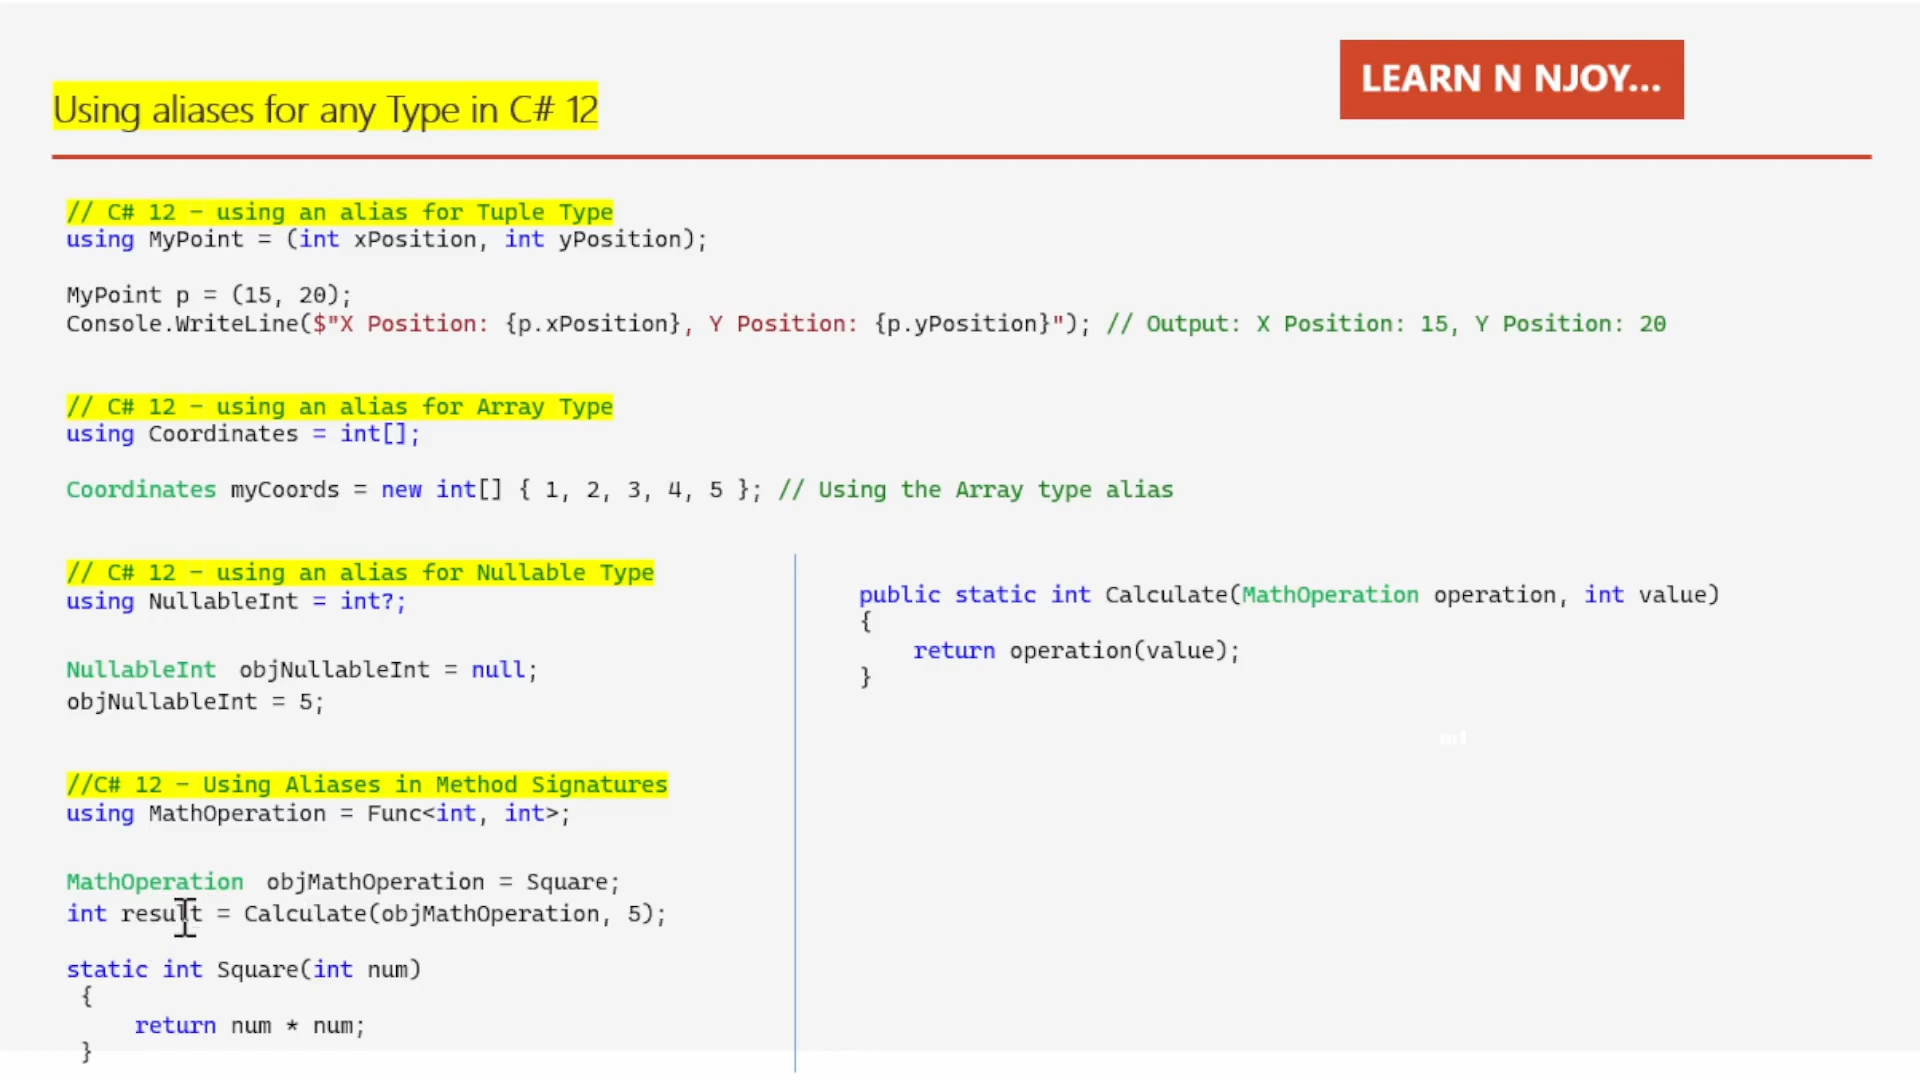 LEARN N NJOY...
Using aliases for any Type in C# 12
// C# 12 - using an alias for Tuple Type
using MyPoint = (int xPosition, int yPosition);
MyPoint p = (15, 20);
Console.WriteLine($"X Position: {p.xPosition}, Y Position: {p.yPosition}"); // Output: X Position: 15, Y Position: 20
// C# 12 - using an alias for Array Type
using Coordinates = int[];
Coordinates myCoords = new int[] { 1, 2, 3, 4, 5 }; // Using the Array type alias
// C# 12 - using an alias for Nullable Type
using NullableInt = int?;
NullableInt objNullableInt = null;
objNullableInt = 5;
//C# 12 - Using Aliases in Method Signatures
using MathOperation = Func<int, int>;
MathOperation objMathOperation = Square;
int result = Calculate(objMathOperation, 5);
static int Square(int num)
{
return num * num;
}
public static int Calculate(MathOperation operation, int value)
{
return operation(value);
}